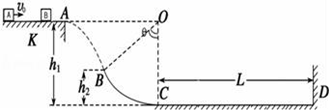 A v₀ B A O
K θ
h₁ B L
h₂ C D